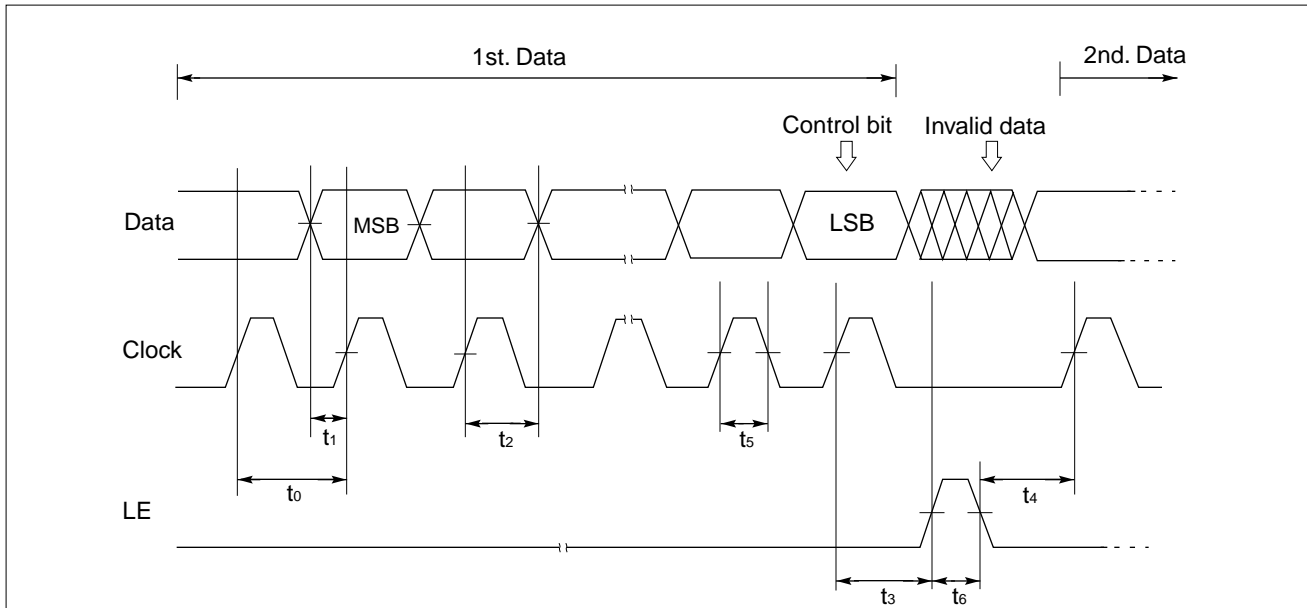 1st. Data
2nd. Data
Control bit
Invalid data
Data
MSB
LSB
Clock
t1
t2
t5
t0
t4
LE
t3
t6